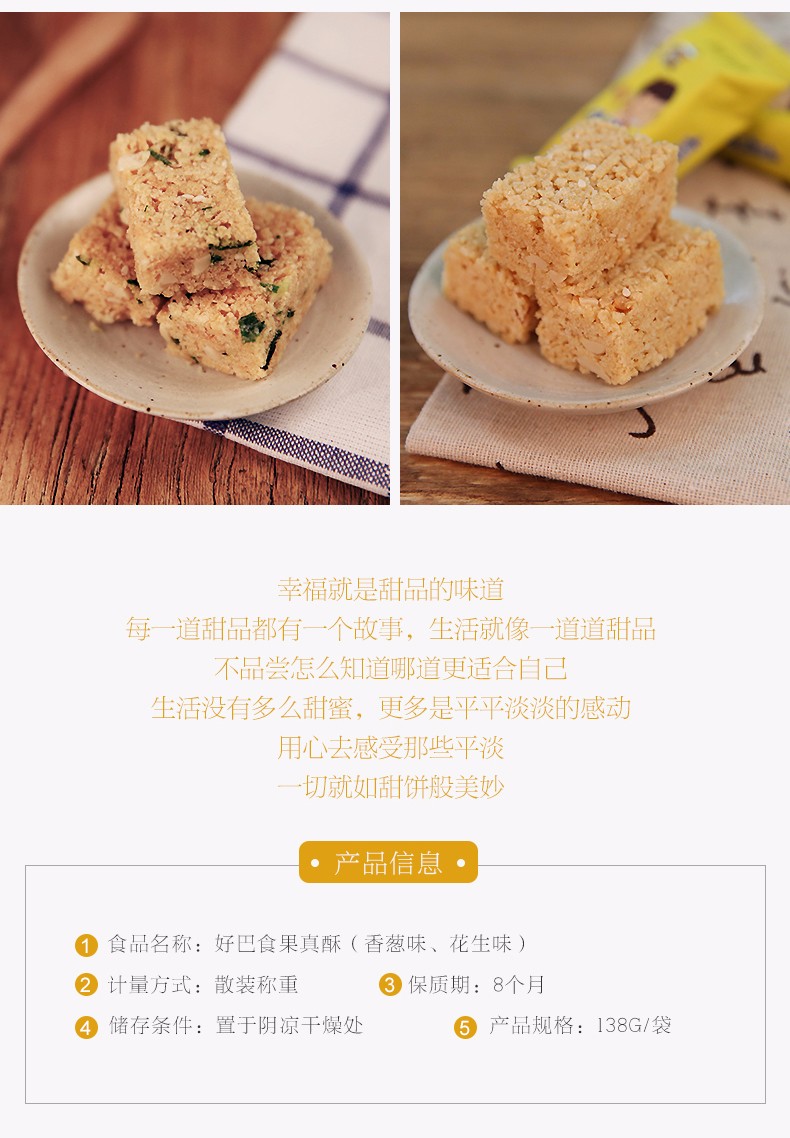 幸福就是甜品的味道
每一道甜品都有一个故事，生活就像一道道甜品
不品尝怎么知道哪道更适合自己
生活没有多么甜蜜，更多是平平淡淡的感动
用心去感受那些平淡
一切就如甜饼般美妙
• 产品信息 •
1 食品名称：好巴食果真酥（香葱味、花生味）
2 计量方式：散装称重 3 保质期：8个月
4 储存条件：置于阴凉干燥处 5 产品规格：138G/袋